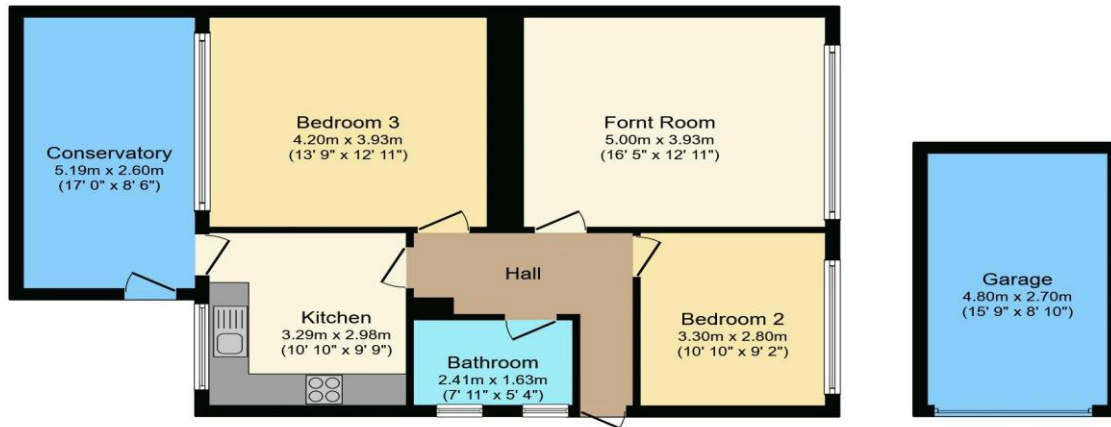 Conservatory
5.19m x 2.60m
(17' 0" x 8' 6")
Bedroom 3
4.20m x 3.93m
(13' 9" x 12' 11")
Fornt Room
5.00m x 3.93m
(16' 5" x 12' 11")
Hall
Kitchen
3.29m x 2.98m
(10' 10" x 9' 9")
Bathroom
2.41m x 1.63m
(7' 11" x 5' 4")
Bedroom 2
3.30m x 2.80m
(10' 10" x 9' 2")
Garage
4.80m x 2.70m
(15' 9" x 8' 10")